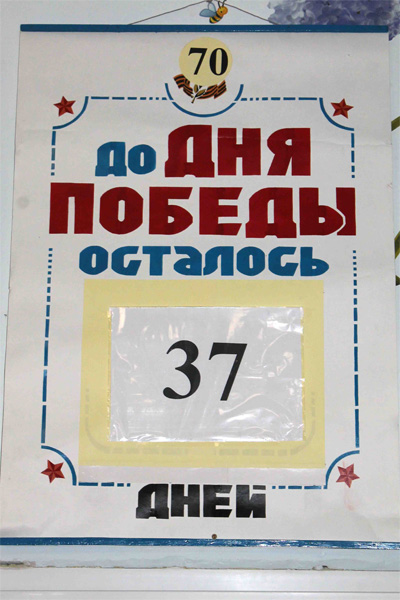 70
до ДНЯ
ПОБЕДЫ
осталось
37
ДНЕЙ